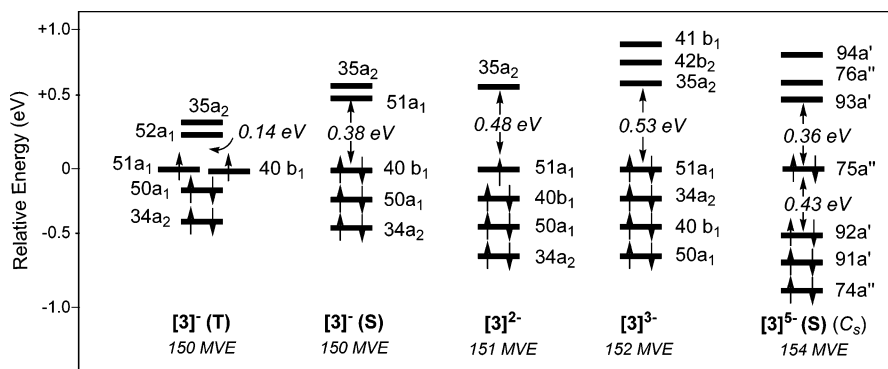 Relative Energy (eV)
+1.0
+0.5
0
-0.5
-1.0
35a₂
52a₁
0.14 eV
51a₁
40 b₁
50a₁
34a₂
[3]⁻ (T)
150 MVE
35a₂
51a₁
0.38 eV
40 b₁
50a₁
34a₂
[3]⁻ (S)
150 MVE
35a₂
0.48 eV
51a₁
40b₁
50a₁
34a₂
[3]²⁻
151 MVE
41 b₁
42b₂
35a₂
0.53 eV
51a₁
34a₂
40 b₁
50a₁
[3]³⁻
152 MVE
94a'
76a"
93a'
0.36 eV
75a"
0.43 eV
92a'
91a'
74a"
[3]⁵⁻ (S) (Cₛ)
154 MVE